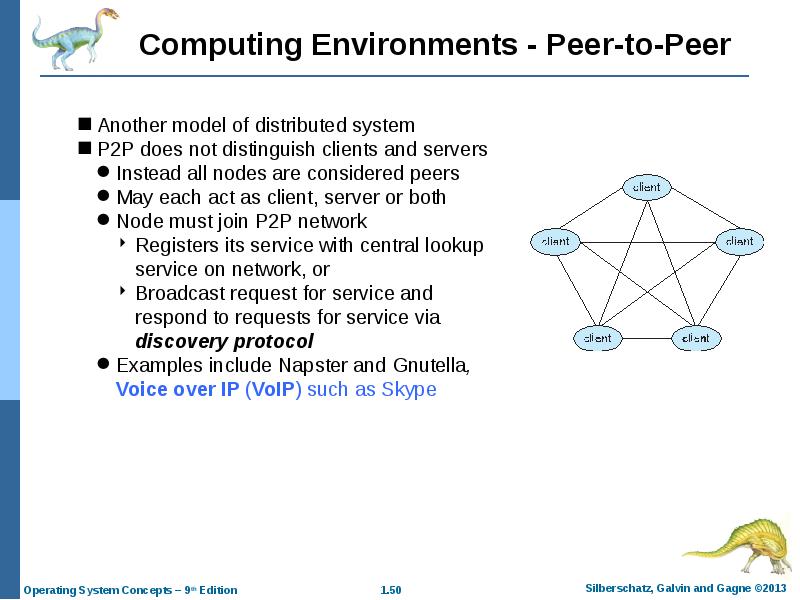 Computing Environments - Peer-to-Peer
Another model of distributed system
P2P does not distinguish clients and servers
Instead all nodes are considered peers
May each act as client, server or both
Node must join P2P network
Registers its service with central lookup
service on network, or
Broadcast request for service and
respond to requests for service via
discovery protocol
Examples include Napster and Gnutella,
Voice over IP (VoIP) such as Skype
client
client
client
client
client
Operating System Concepts – 9th Edition
1.50
Silberschatz, Galvin and Gagne ©2013